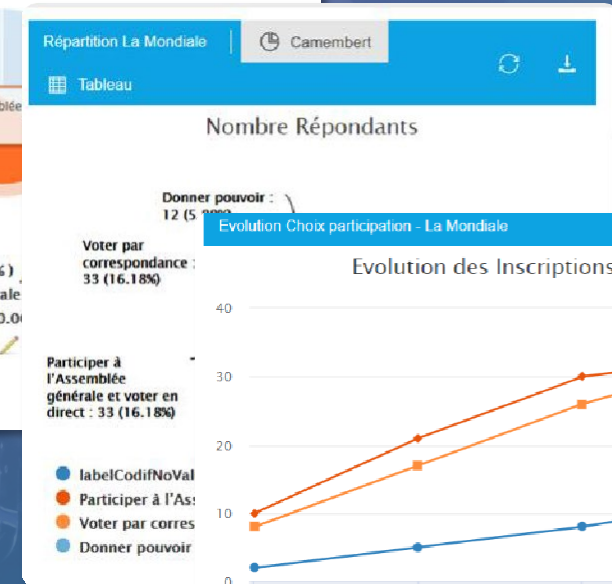 Répartition La Mondiale
Camembert
Tableau
Nombre Répondants
Donner pouvoir :
12
Voter par
correspondance :
33 (16.18%)
Participer à
l'Assemblée
générale et voter en
direct : 33 (16.18%)
labelCodifNoVal
Participer à l'As
Voter par corres
Donner pouvoir
Evolution Choix participation - La Mondiale
Evolution des Inscriptions
40
30
20
10
0